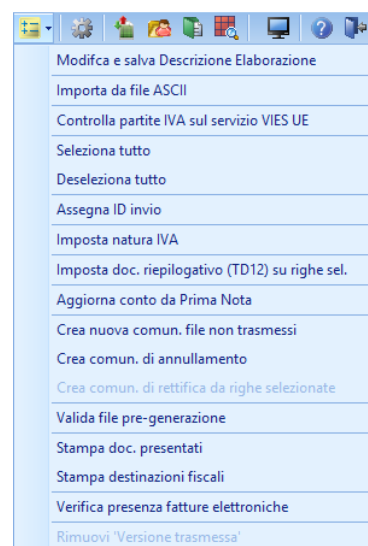 Modifca e salva Descrizione Elaborazione
Importa da file ASCII
Controlla partite IVA sul servizio VIES UE
Seleziona tutto
Deseleziona tutto
Assegna ID invio
Imposta natura IVA
Imposta doc. riepilogativo (TD12) su righe sel.
Aggiorna conto da Prima Nota
Crea nuova comun. file non trasmessi
Crea comun. di annullamento
Crea comun. di rettifica da righe selezionate
Valida file pre-generazione
Stampa doc. presentati
Stampa destinazioni fiscali
Verifica presenza fatture elettroniche
Rimuovi 'Versione trasmessa'